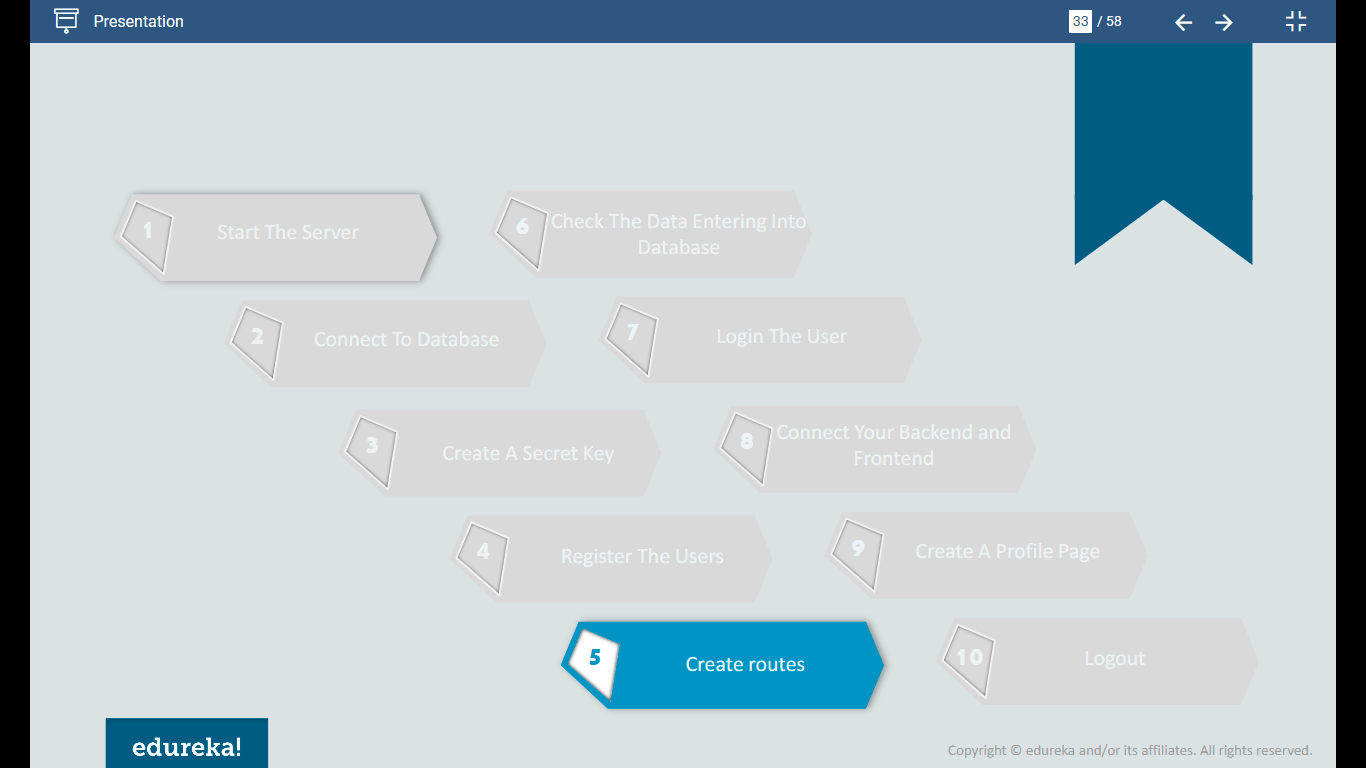 Presentation
33 / 58
1
Start The Server
2
Connect To Database
3
Create A Secret Key
4
Register The Users
5
Create routes
6
Check The Data Entering Into
Database
7
Login The User
8
Connect Your Backend and
Frontend
9
Create A Profile Page
10
Logout
edureka!
Copyright © edureka and/or its affiliates. All rights reserved.